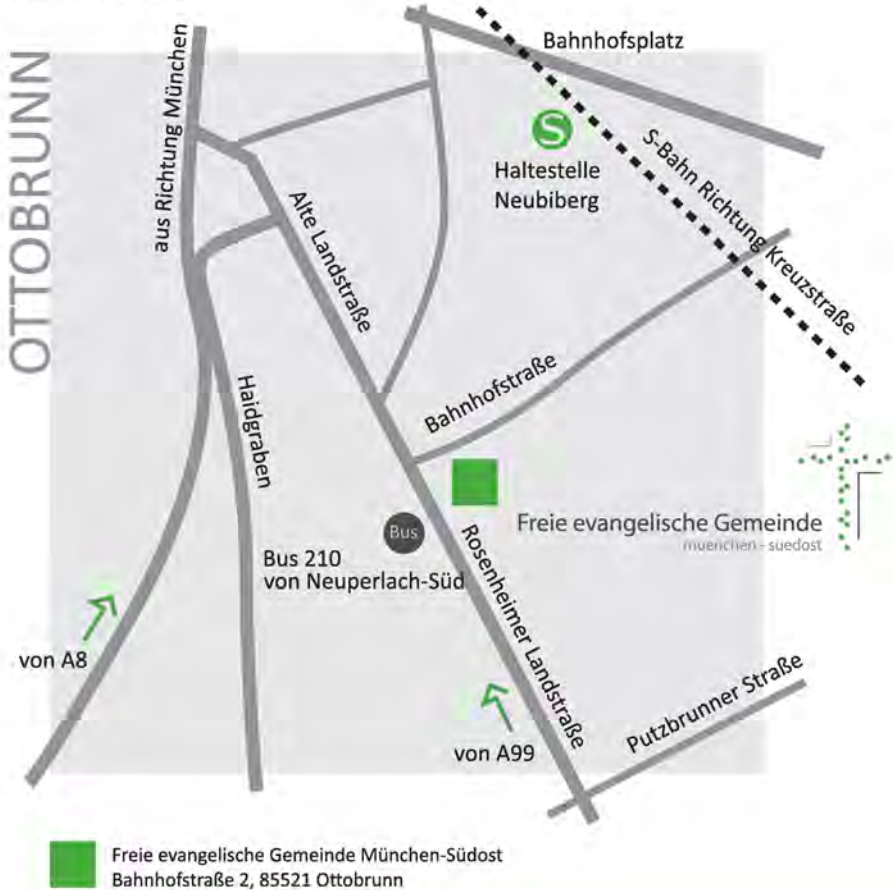 OTTOBRUNN
aus Richtung München
Bahnhofsplatz
S
Haltestelle
Neubiberg
S-Bahn Richtung Kreuzstraße
Alte Landstraße
Bahnhofstraße
Haidgraben
Bus
Bus 210
von Neuperlach-Süd
Freie evangelische Gemeinde
muenchen - suedost
Rosenheimer Landstraße
von A8
von A99
Putzbrunner Straße
Freie evangelische Gemeinde München-Südost
Bahnhofstraße 2, 85521 Ottobrunn